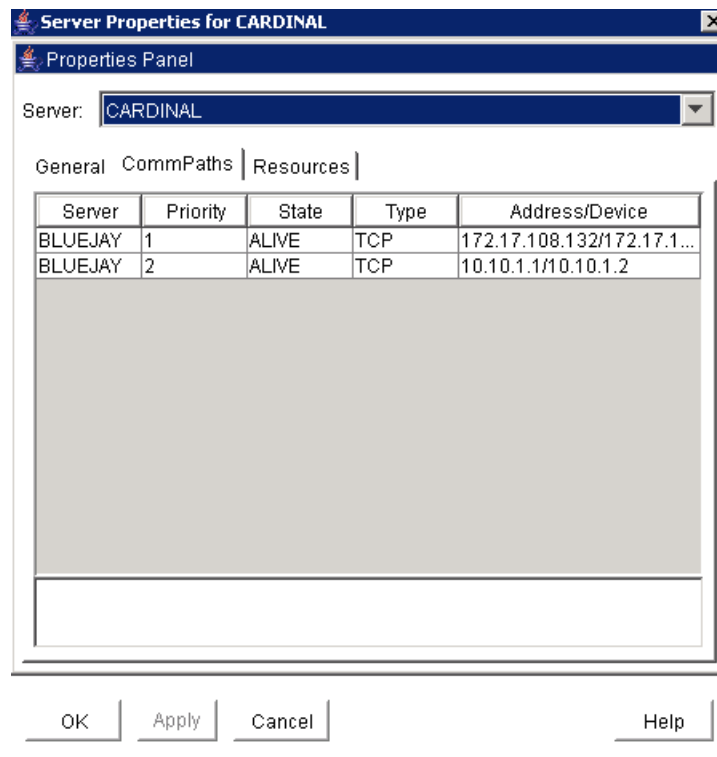 Server Properties for CARDINAL
Properties Panel
Server: CARDINAL
General CommPaths Resources
Server Priority State Type Address/Device
BLUEJAY 1 ALIVE TCP 172.17.108.132/172.17.1...
BLUEJAY 2 ALIVE TCP 10.10.1.1/10.10.1.2
OK Apply Cancel Help